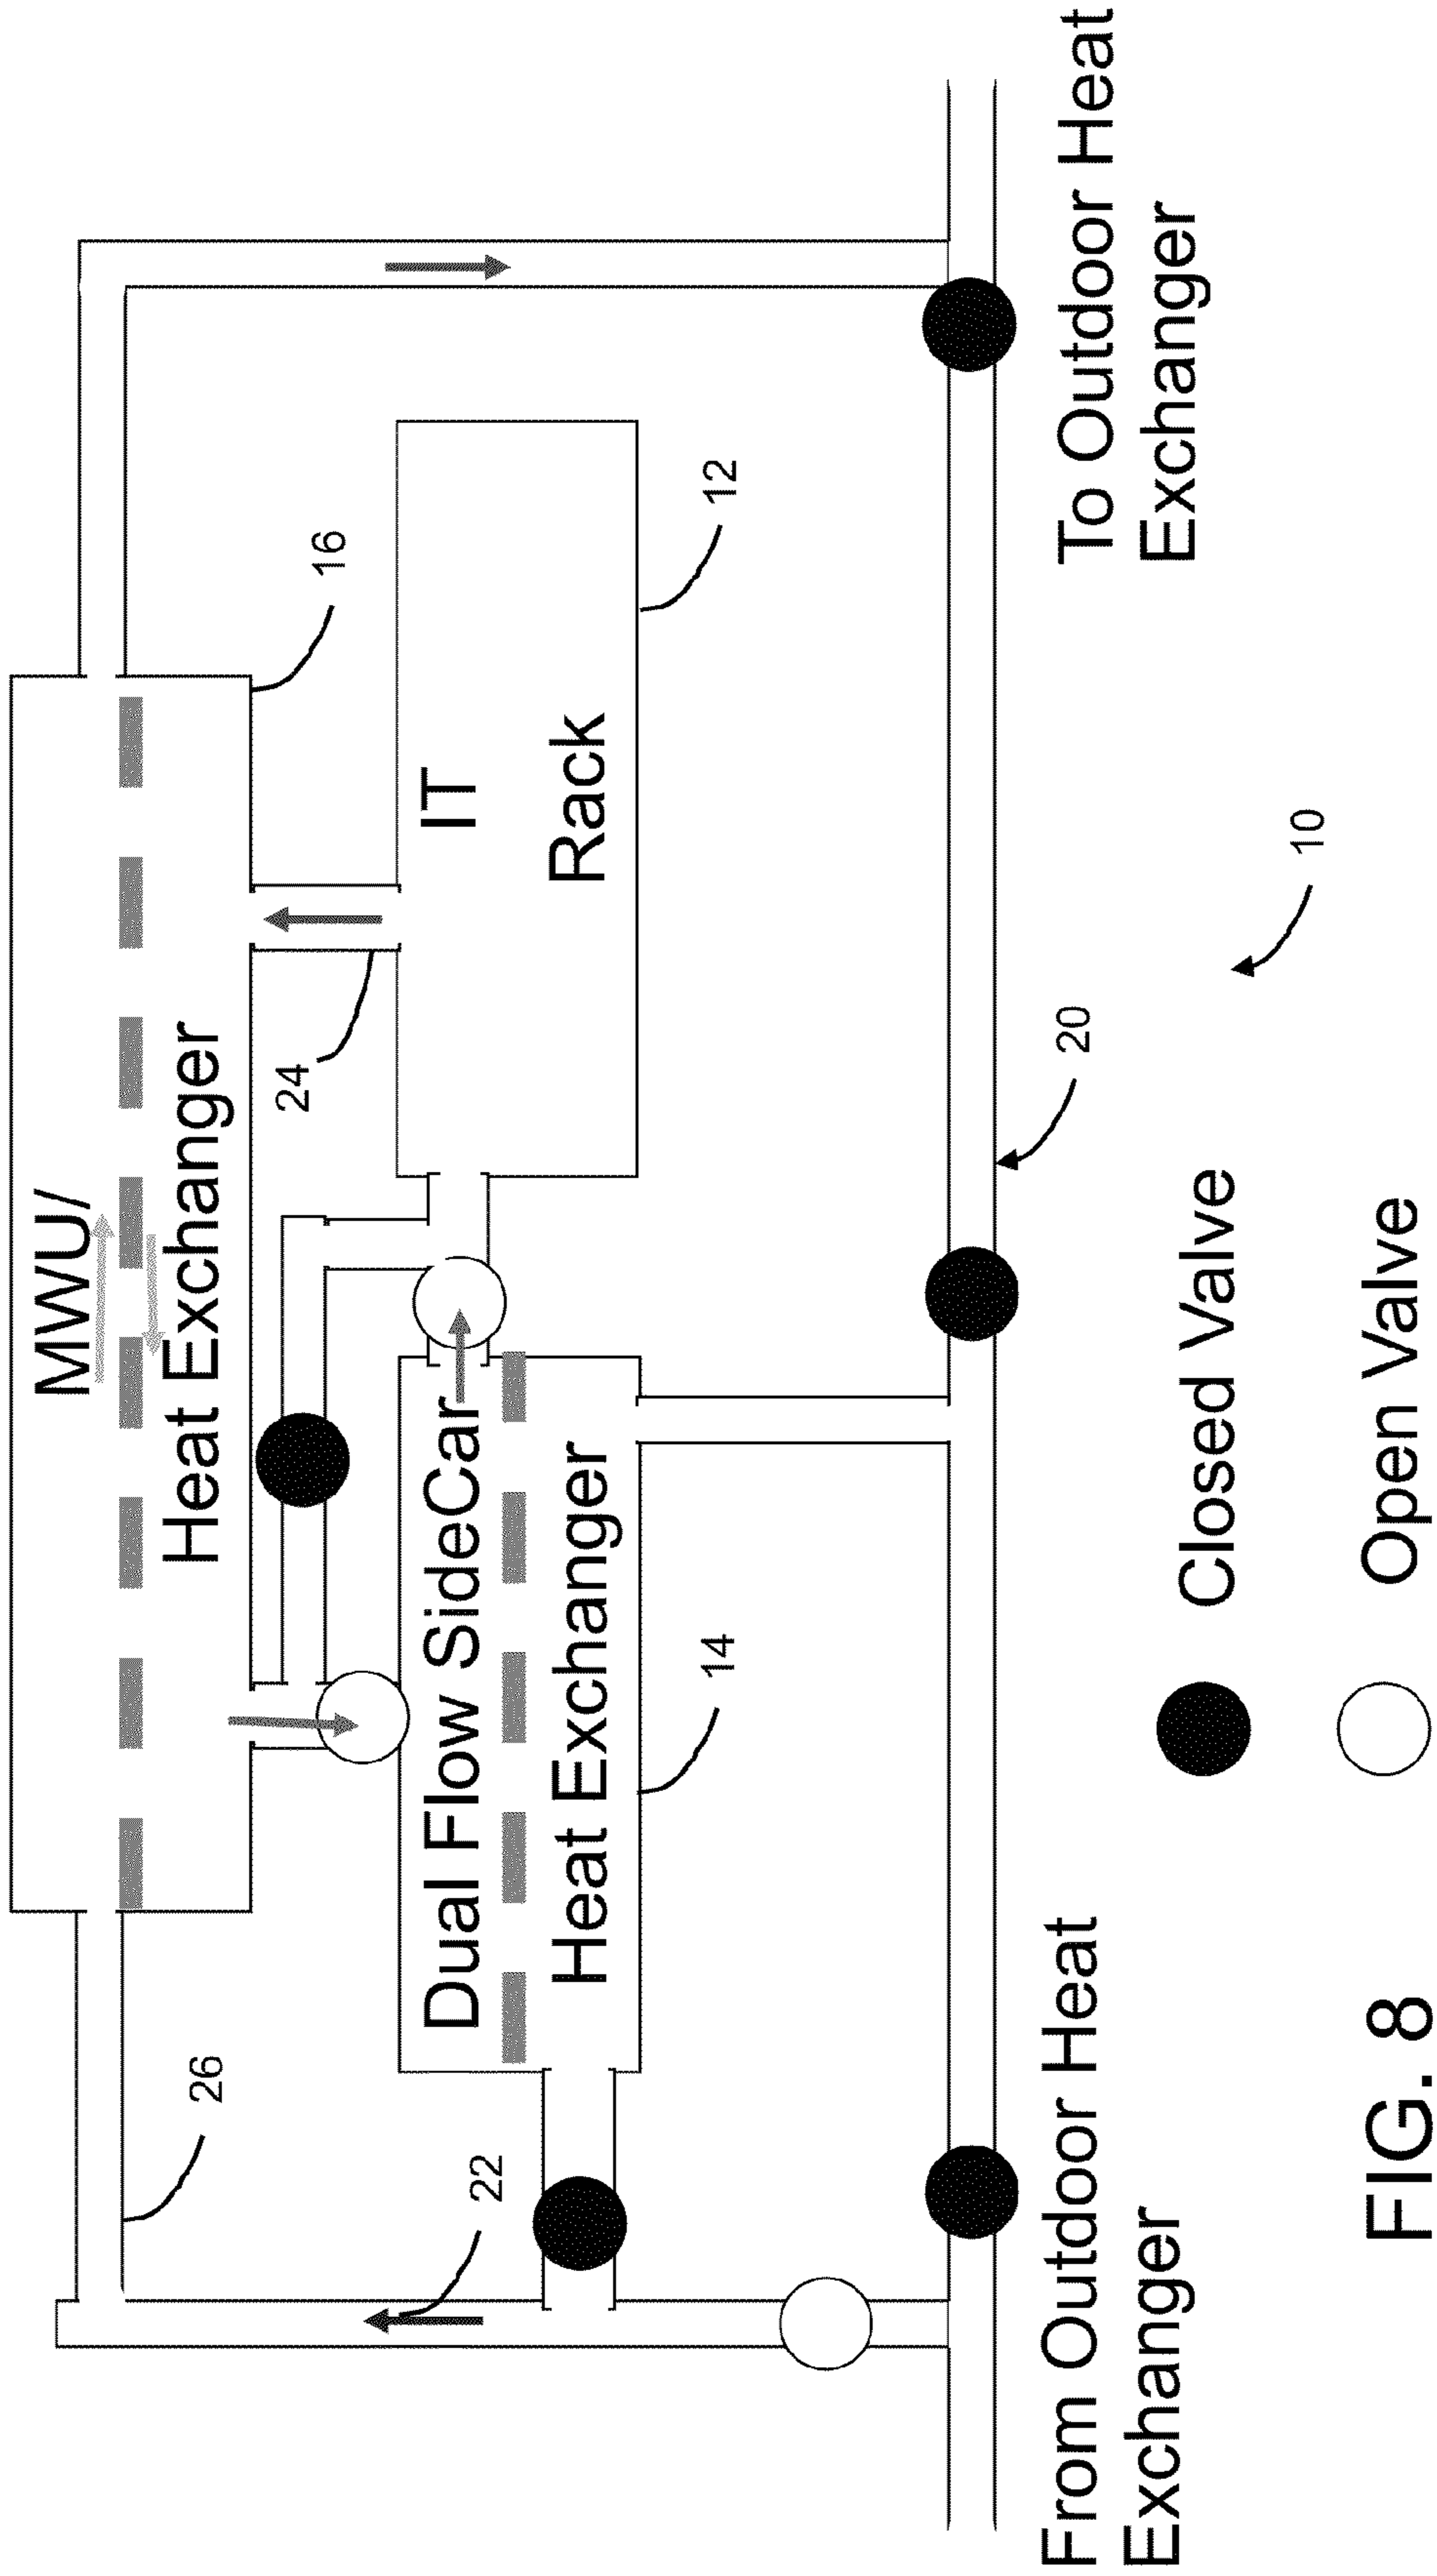 MWU/
Heat Exchanger
26
16
24
22
Dual Flow SideCar
Heat Exchanger
IT
Rack
14
12
20
From Outdoor Heat
Exchanger
To Outdoor Heat
Exchanger
10
Closed Valve
Open Valve
FIG. 8